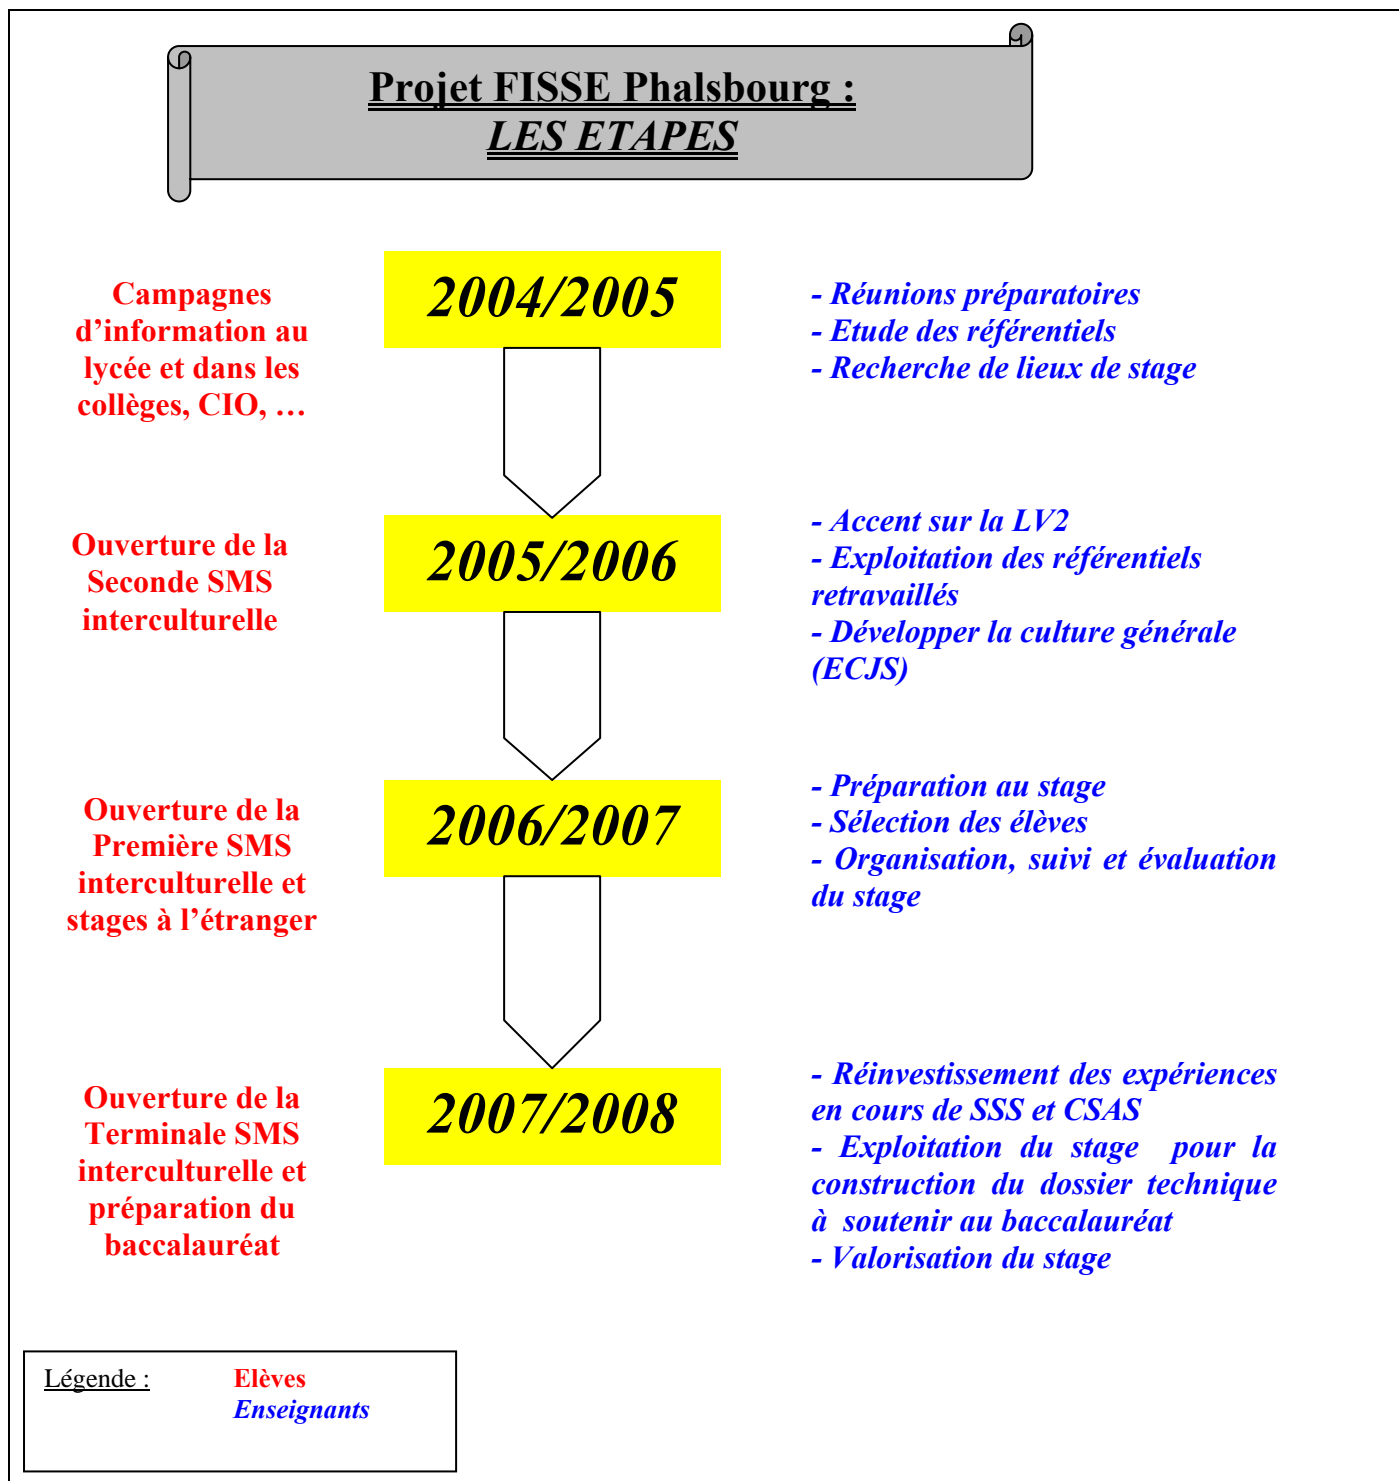 Projet FISSE Phalsbourg :
LES ETAPES
Campagnes
d’information au
lycée et dans les
collèges, CIO, …
2004/2005
- Réunions préparatoires
- Etude des référentiels
- Recherche de lieux de stage
Ouverture de la
Seconde SMS
interculturelle
2005/2006
- Accent sur la LV2
- Exploitation des référentiels
retravaillés
- Développer la culture générale
(ECJS)
Ouverture de la
Première SMS
interculturelle et
stages à l’étranger
2006/2007
- Préparation au stage
- Sélection des élèves
- Organisation, suivi et évaluation
du stage
Ouverture de la
Terminale SMS
interculturelle et
préparation du
baccalauréat
2007/2008
- Réinvestissement des expériences
en cours de SSS et CSAS
- Exploitation du stage pour la
construction du dossier technique
à soutenir au baccalauréat
- Valorisation du stage
Légende : Elèves
Enseignants